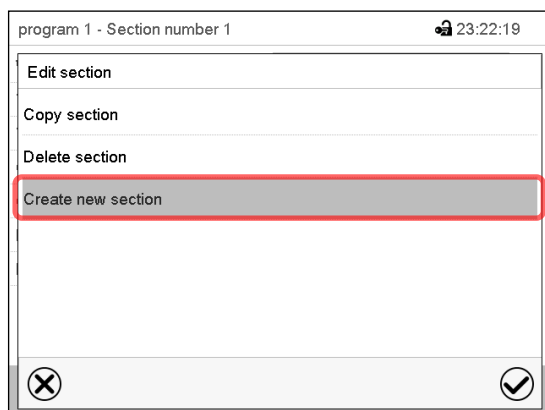 program 1 - Section number 1 23:22:19
Edit section
Copy section
Delete section
Create new section